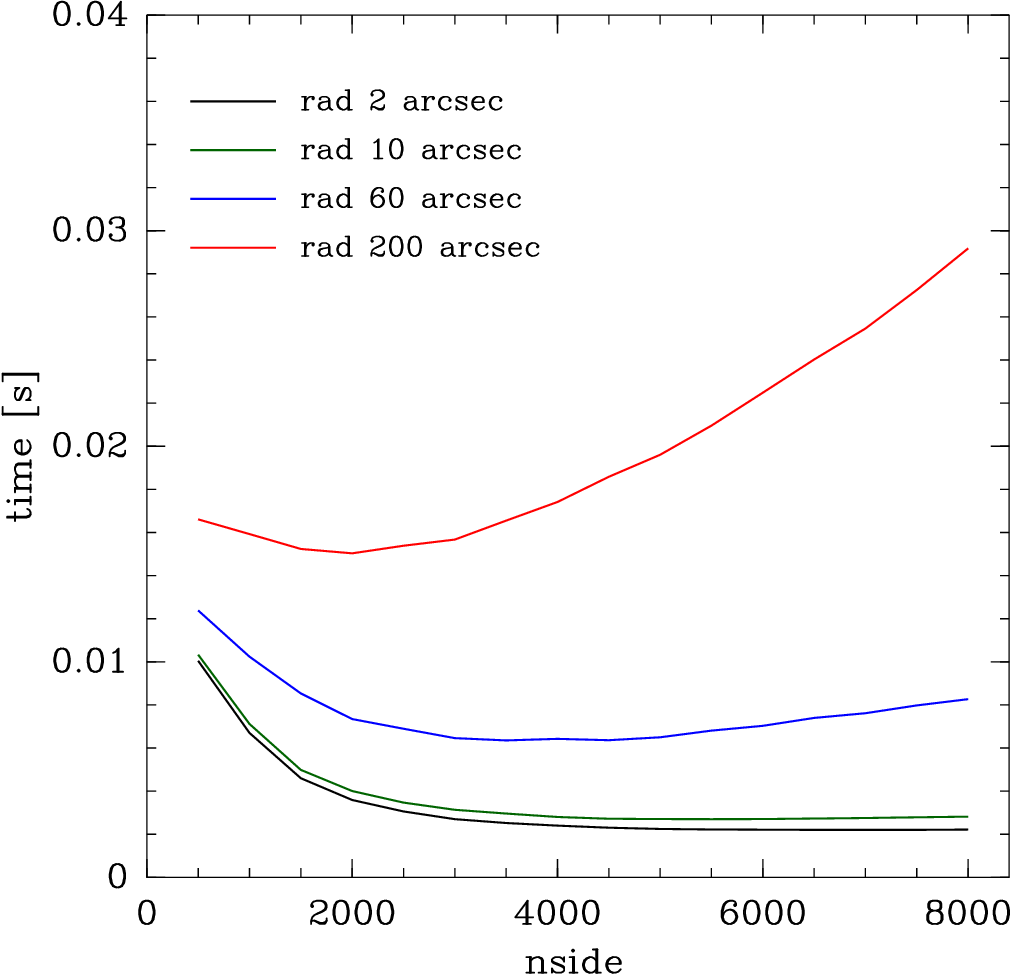 0.04
rad 2 arcsec
rad 10 arcsec
rad 60 arcsec
rad 200 arcsec
0.03
time [s]
0.02
0.01
0
0 2000 4000 6000 8000
nside